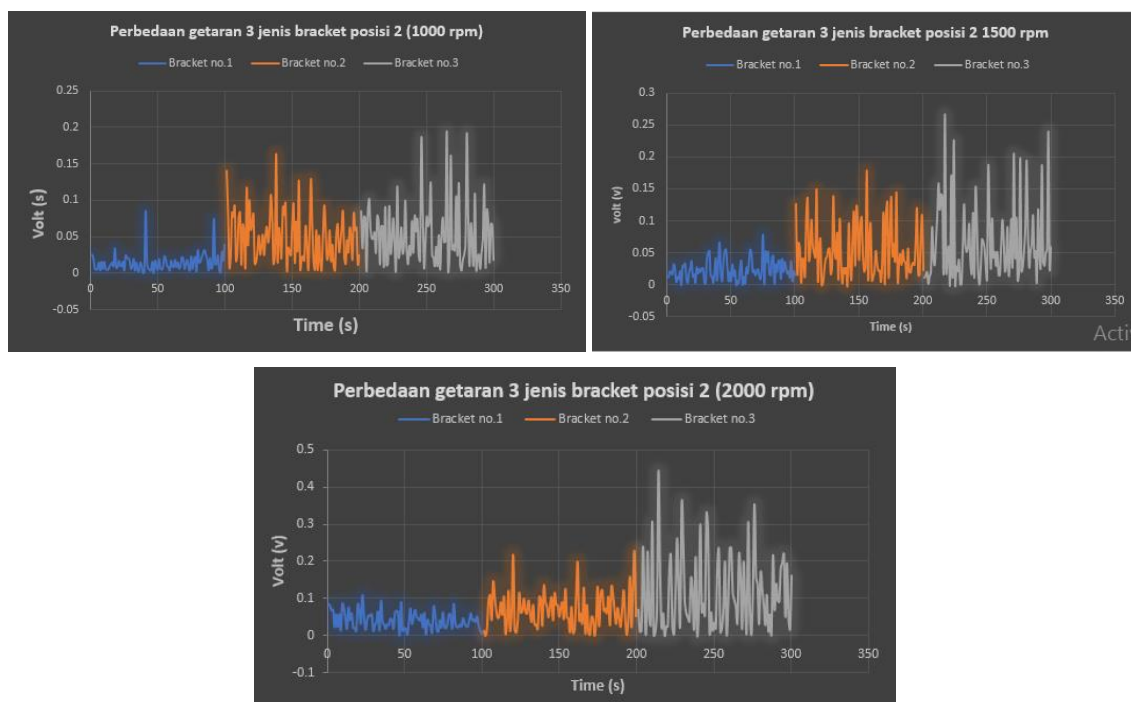 Perbedaan getaran 3 jenis bracket posisi 2 (1000 rpm)
Bracket no.1 Bracket no.2 Bracket no.3
0.25
0.2
0.15
0.1
0.05
0
-0.05
0 50 100 150 200 250 300 350
Volt (s)
Time (s)
Perbedaan getaran 3 jenis bracket posisi 2 1500 rpm
Bracket no.1 Bracket no.2 Bracket no.3
0.3
0.25
0.2
0.15
0.1
0.05
0
-0.05
0 50 100 150 200 250 300 350
volt (v)
Time (s)
Acti
Perbedaan getaran 3 jenis bracket posisi 2 (2000 rpm)
Bracket no.1 Bracket no.2 Bracket no.3
0.5
0.4
0.3
0.2
0.1
0
-0.1
0 50 100 150 200 250 300 350
Volt (v)
Time (s)